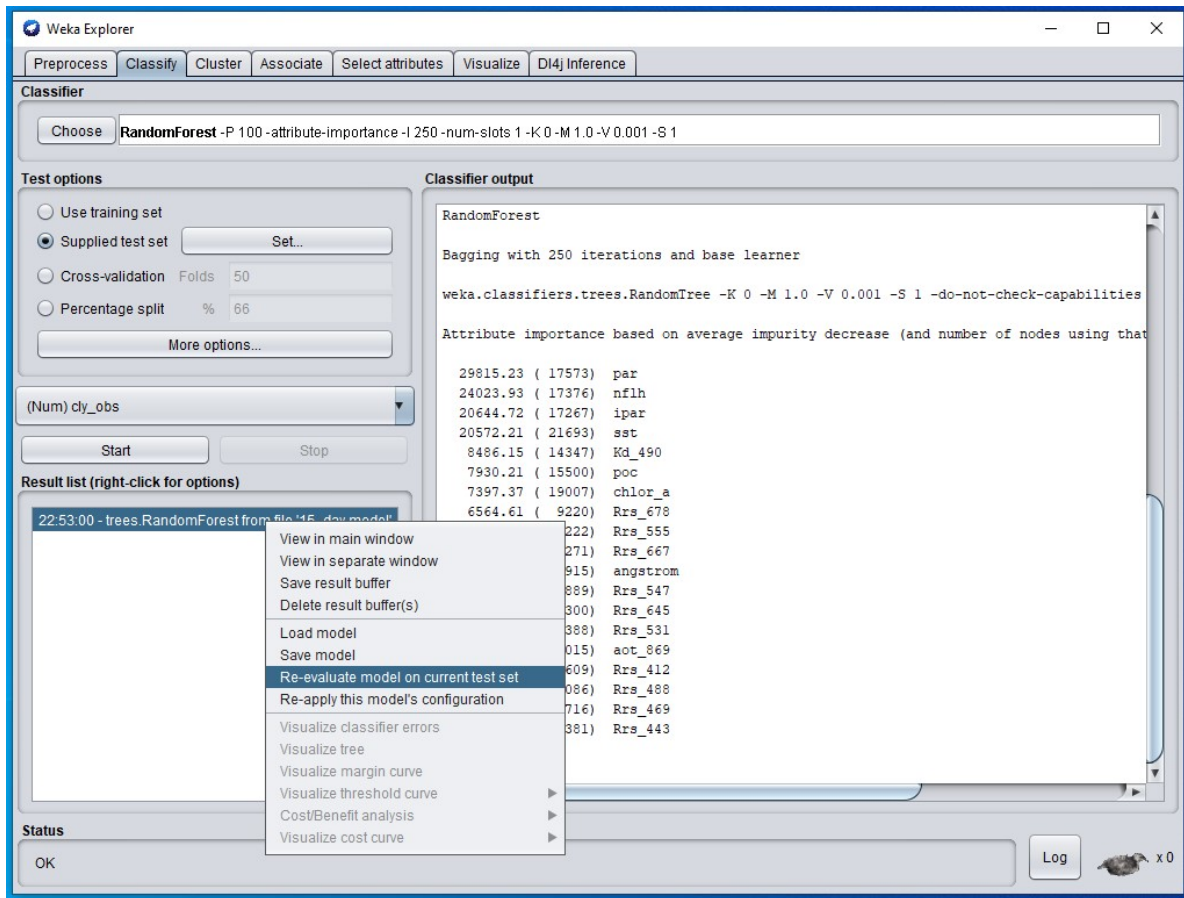 Weka Explorer
Preprocess Classify Cluster Associate Select attributes Visualize Dl4j Inference
Classifier
Choose RandomForest -P 100 -attribute-importance -I 250 -num-slots 1 -K 0 -M 1.0 -V 0.001 -S 1
Test options
Use training set
Supplied test set Set...
Cross-validation Folds 50
Percentage split % 66
More options...
(Num) cly_obs
Start Stop
Result list (right-click for options)
22:53:00 - trees.RandomForest from file '15_day.model'
View in main window
View in separate window
Save result buffer
Delete result buffer(s)
Load model
Save model
Re-evaluate model on current test set
Re-apply this model's configuration
Visualize classifier errors
Visualize tree
Visualize margin curve
Visualize threshold curve
Cost/Benefit analysis
Visualize cost curve
Classifier output
RandomForest
Bagging with 250 iterations and base learner
weka.classifiers.trees.RandomTree -K 0 -M 1.0 -V 0.001 -S 1 -do-not-check-capabilities
Attribute importance based on average impurity decrease (and number of nodes using that
29815.23 ( 17573) par
24023.93 ( 17376) nflh
20644.72 ( 17267) ipar
20572.21 ( 21693) sst
8486.15 ( 14347) Kd_490
7930.21 ( 15500) poc
7397.37 ( 19007) chlor_a
6564.61 ( 9220) Rrs_678
222) Rrs_555
271) Rrs_667
915) angstrom
889) Rrs_547
300) Rrs_645
388) Rrs_531
015) aot_869
609) Rrs_412
086) Rrs_488
716) Rrs_469
381) Rrs_443
Status
OK
Log x 0